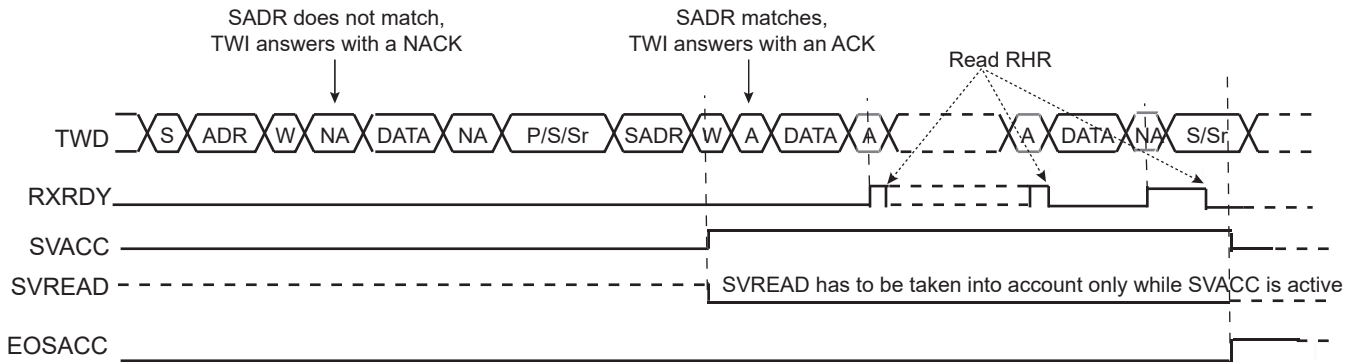 SADR does not match,
TWI answers with a NACK
SADR matches,
TWI answers with an ACK
Read RHR
TWD
S ADR W NA DATA NA P/S/Sr SADR W A DATA A A DATA NA S/Sr
RXRDY
SVACC
SVREAD
SVREAD has to be taken into account only while SVACC is active
EOSACC